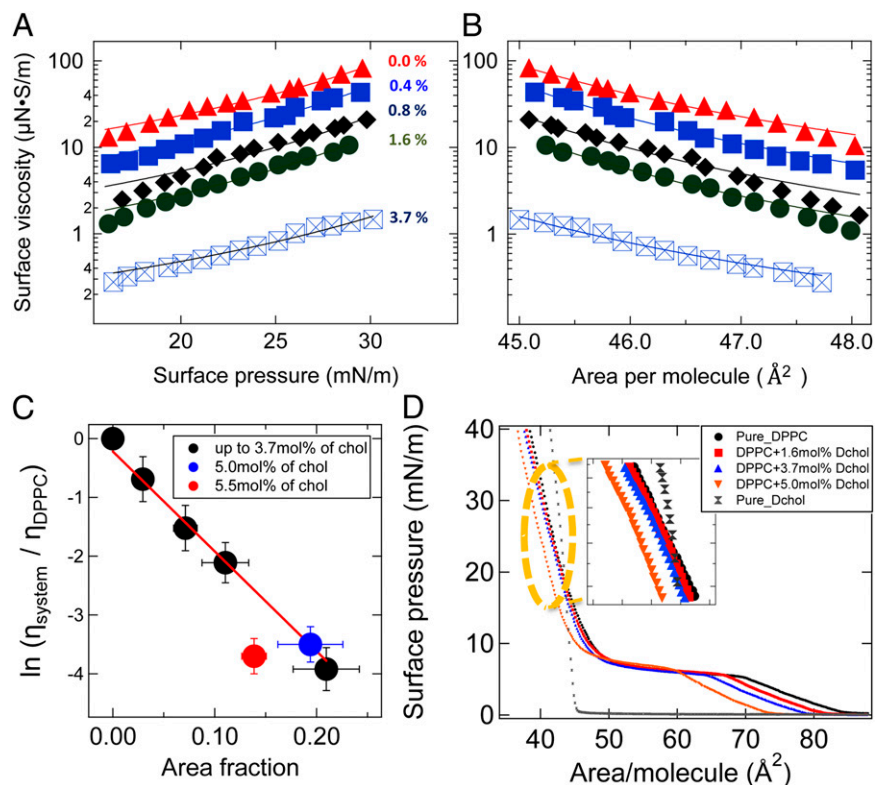 A
B
Surface viscosity (µN•S/m)
100
4
2
10
4
2
1
4
2
0.0 %
0.4 %
0.8 %
1.6 %
3.7 %
20
25
30
Surface pressure (mN/m)
45.0
46.0
47.0
48.0
Area per molecule ( Å² )
C
D
ln (ηsystem / ηDPPC)
0
-1
-2
-3
-4
up to 3.7mol% of chol
5.0mol% of chol
5.5mol% of chol
0.00
0.10
0.20
Area fraction
Surface pressure (mN/m)
40
30
20
10
0
Pure_DPPC
DPPC+1.6mol% Dchol
DPPC+3.7mol% Dchol
DPPC+5.0mol% Dchol
Pure_Dchol
40
50
60
70
80
Area/molecule (Å²)